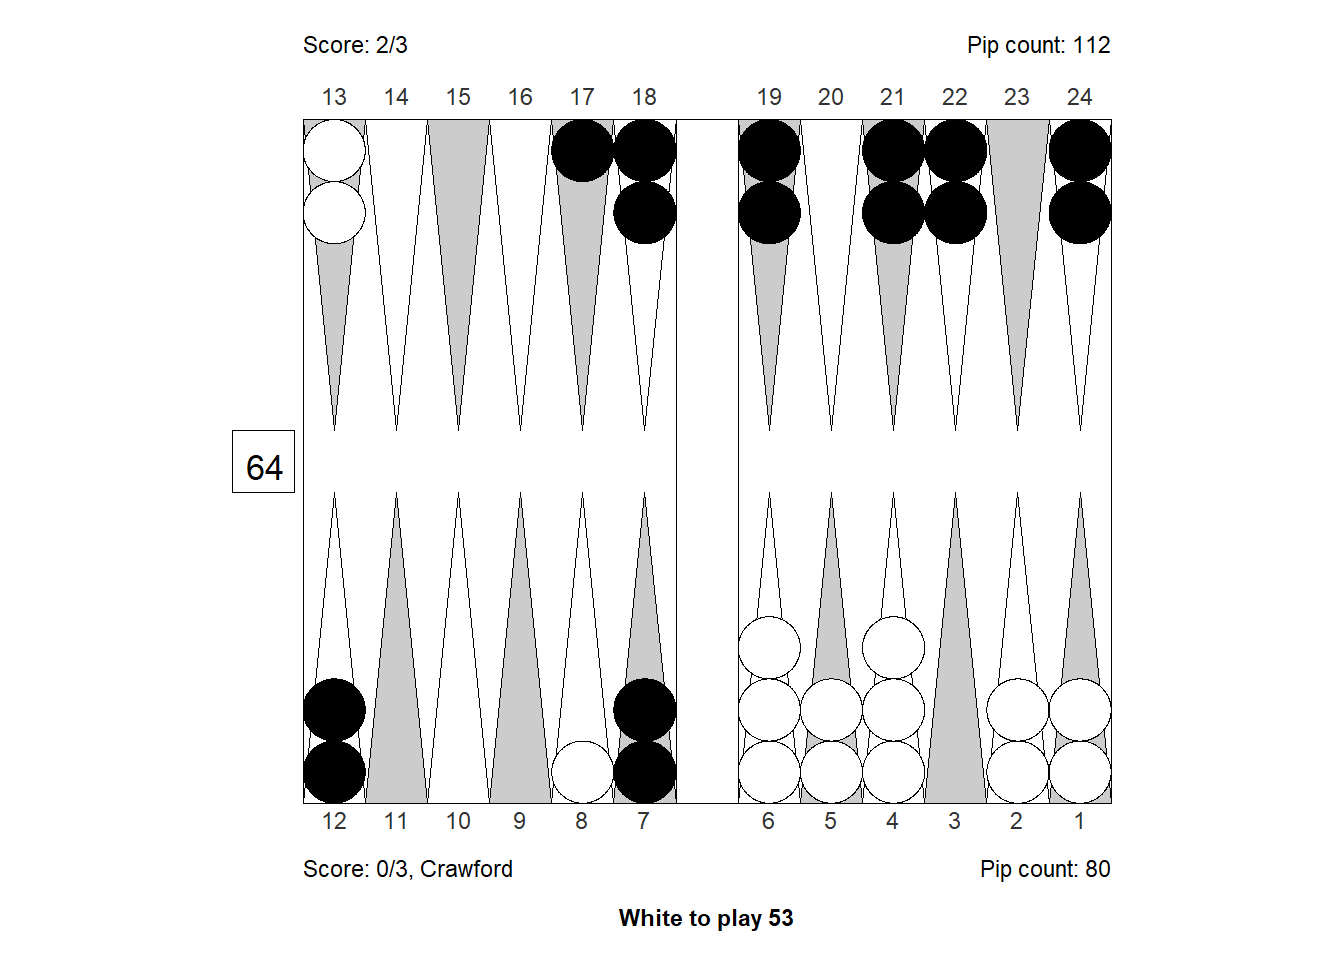 Score: 2/3 Pip count: 112
13 14 15 16 17 18 19 20 21 22 23 24
64
12 11 10 9 8 7 6 5 4 3 2 1
Score: 0/3, Crawford Pip count: 80
White to play 53